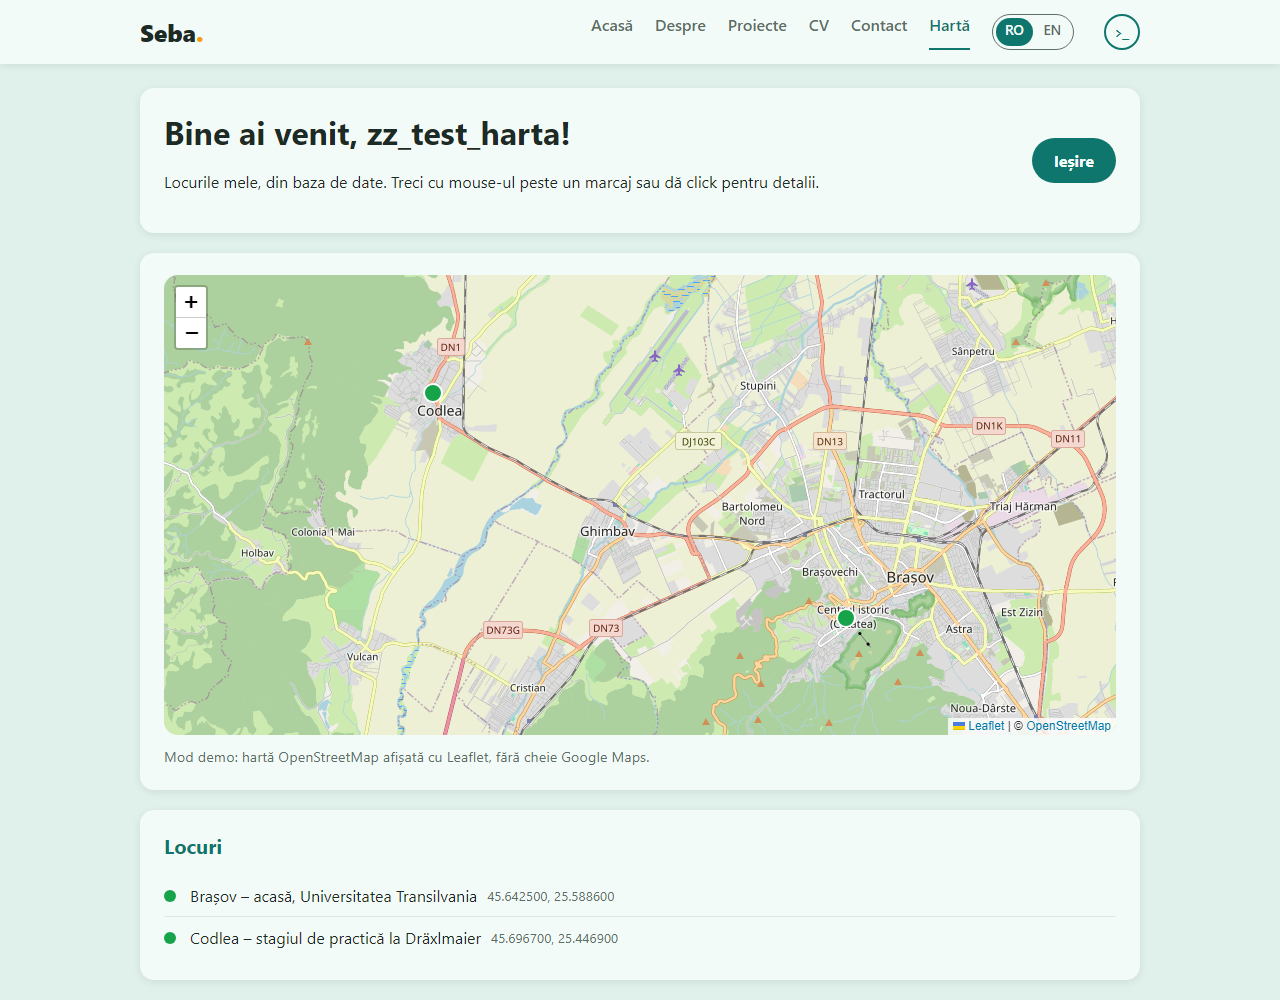 Seba.
Acasă Despre Proiecte CV Contact Hartă RO EN >_
Bine ai venit, zz_test_harta!
Locurile mele, din baza de date. Treci cu mouse-ul peste un marcaj sau dă click pentru detalii.
Ieșire
+
−
DN1
Codlea
Sânpetru
Stupini
DJ103C
DN13
DN1K
DN11
Tractorul
Bartolomeu
Nord
Triaj Hărman
Colonia 1 Mai
Ghimbav
Holbav
Brașovechi
Brașov
Centrul istoric
(Cetatea)
Est Zizin
DN73G
DN73
Astra
Vulcan
Cristian
Noua-Dârste
Leaflet | © OpenStreetMap
Mod demo: hartă OpenStreetMap afișată cu Leaflet, fără cheie Google Maps.
Locuri
Brașov – acasă, Universitatea Transilvania 45.642500, 25.588600
Codlea – stagiul de practică la Dräxlmaier 45.696700, 25.446900